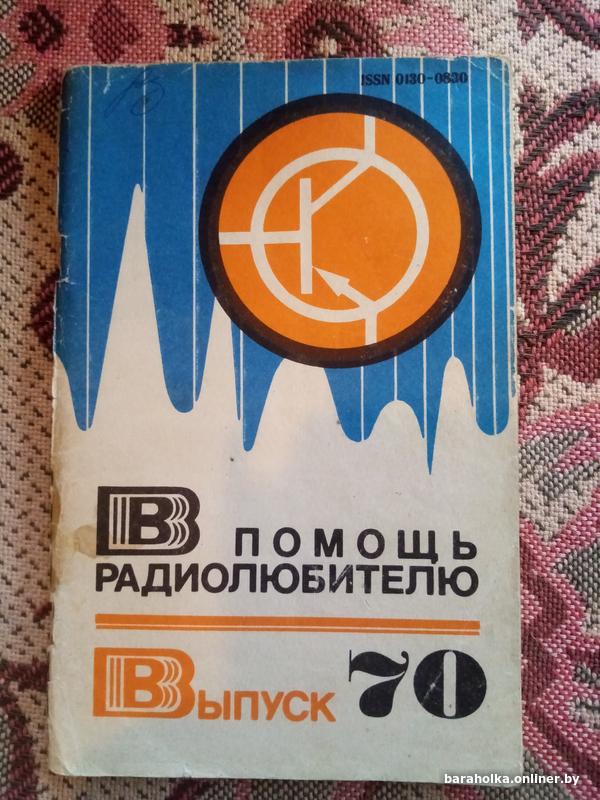 ISSN 0130-0830
В ПОМОЩЬ
РАДИОЛЮБИТЕЛЮ
Выпуск 70
baraholka.onliner.by